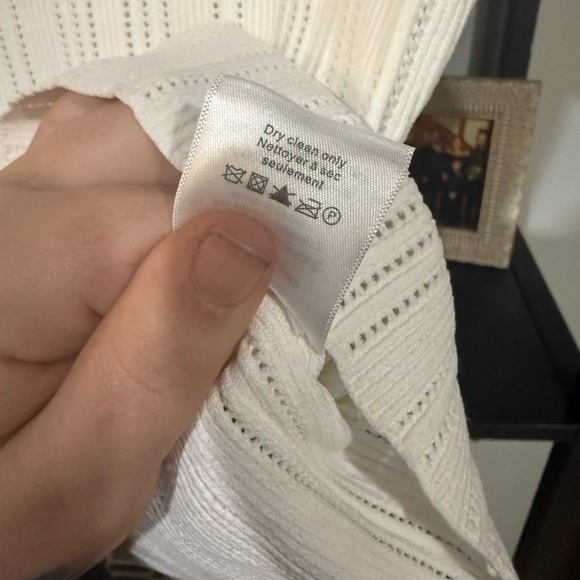 Dry clean only
Nettoyer à sec
seulement
P